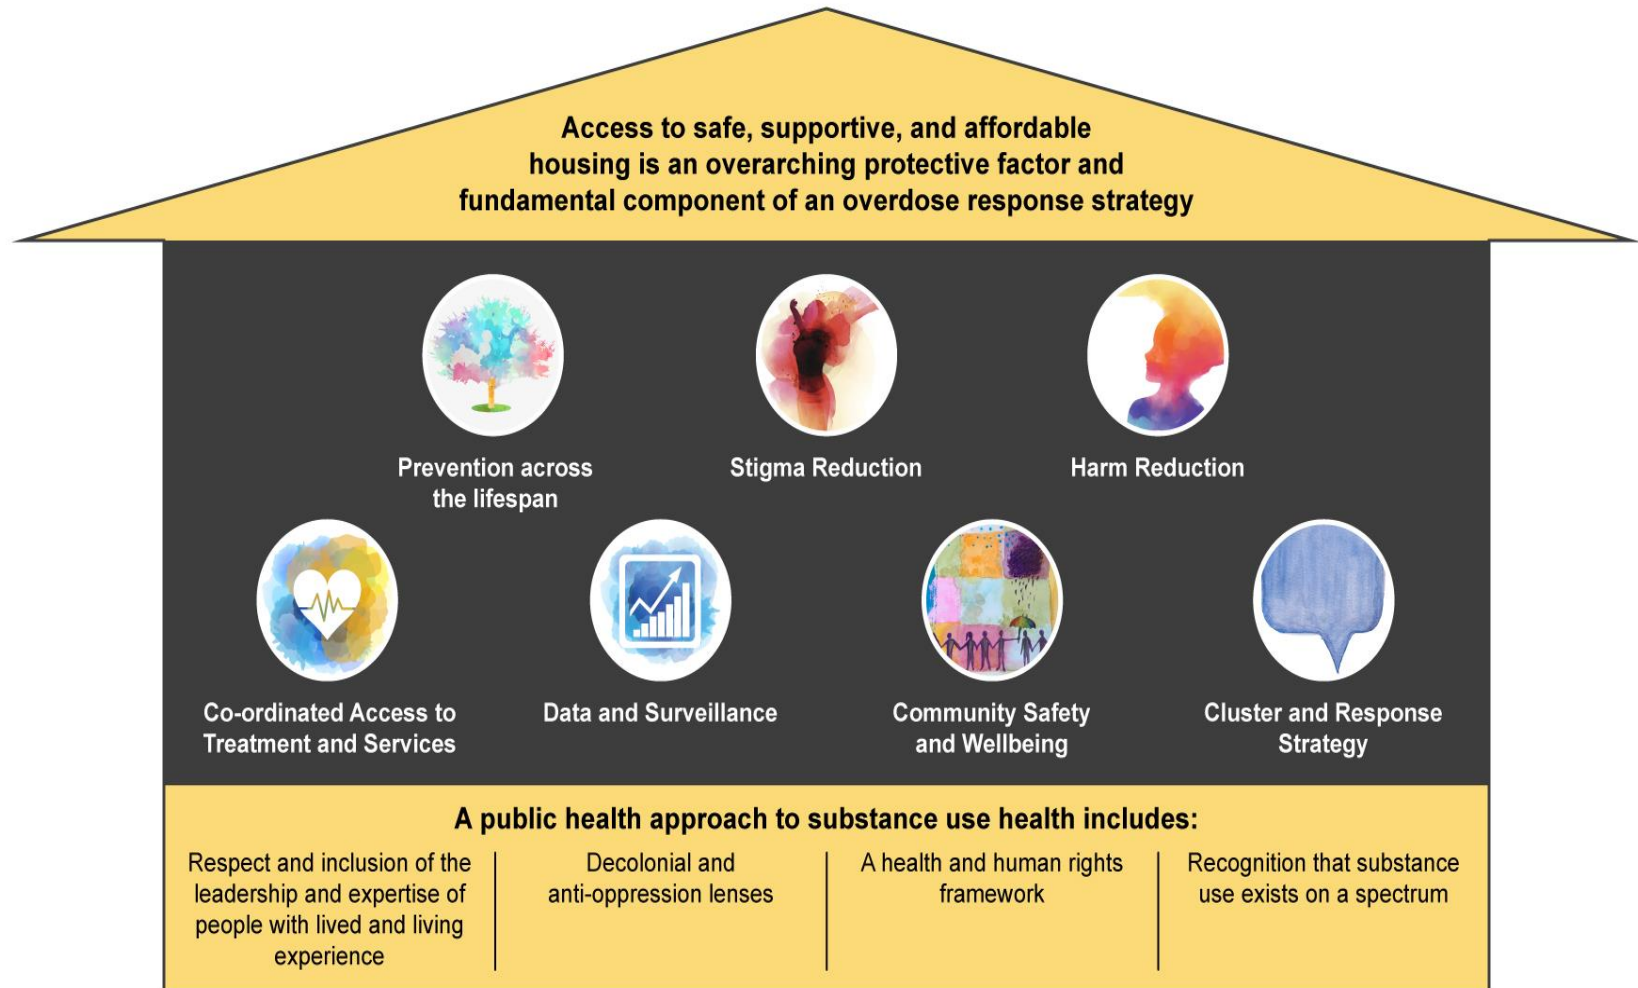 Access to safe, supportive, and affordable
housing is an overarching protective factor and
fundamental component of an overdose response strategy
Prevention across
the lifespan
Stigma Reduction
Harm Reduction
Co-ordinated Access to
Treatment and Services
Data and Surveillance
Community Safety
and Wellbeing
Cluster and Response
Strategy
A public health approach to substance use health includes:
Respect and inclusion of the
leadership and expertise of
people with lived and living
experience
Decolonial and
anti-oppression lenses
A health and human rights
framework
Recognition that substance
use exists on a spectrum